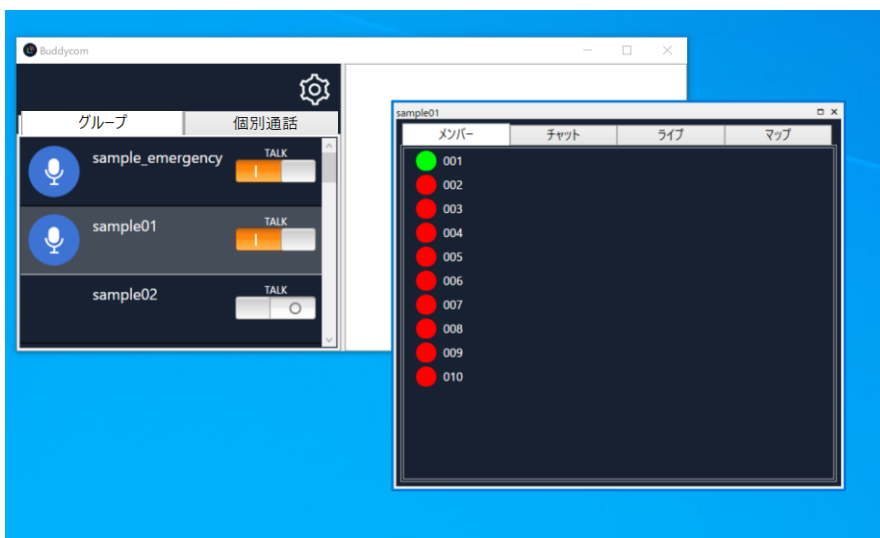 Buddycom
グループ
個別通話
sample_emergency
TALK
sample01
TALK
sample02
TALK
sample01
メンバー
チャット
ライブ
マップ
001
002
003
004
005
006
007
008
009
010